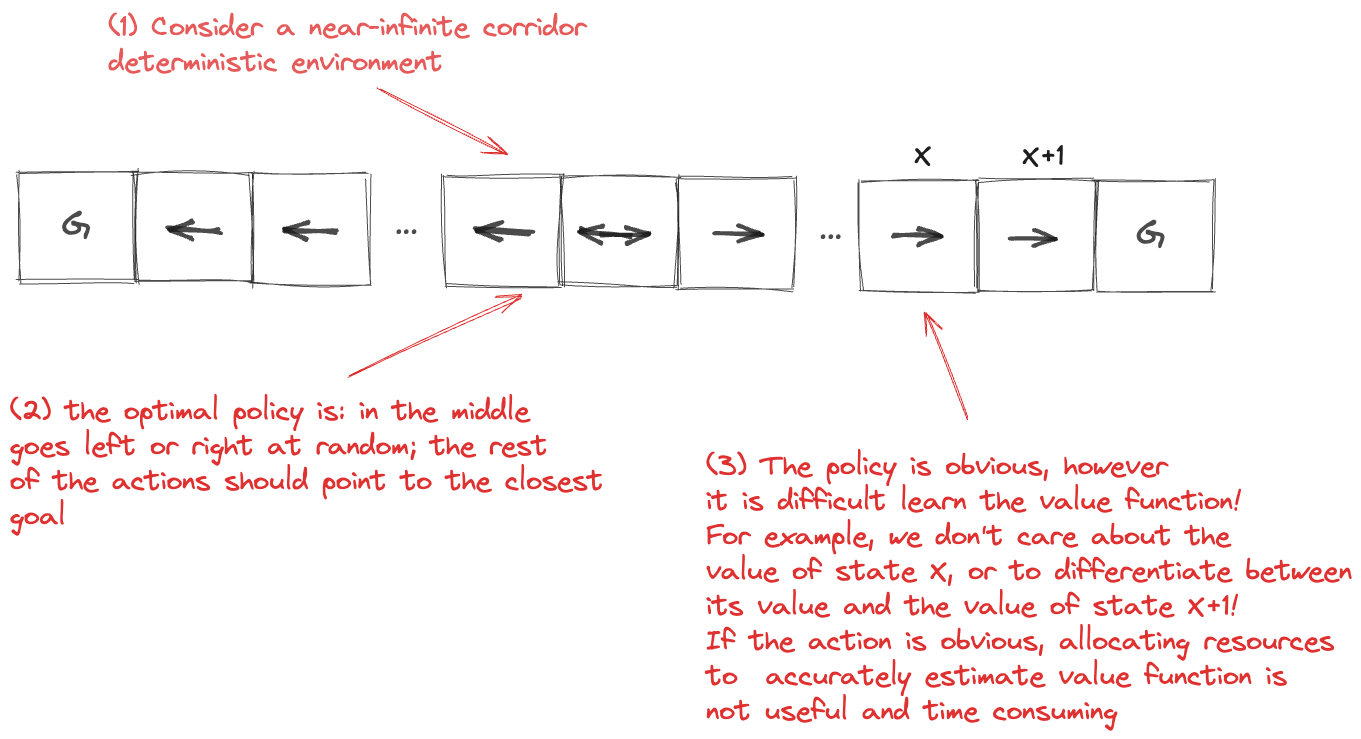 (1) Consider a near-infinite corridor
deterministic environment
x x+1
G ... ... G
(2) the optimal policy is: in the middle
goes left or right at random; the rest
of the actions should point to the closest
goal
(3) The policy is obvious, however
it is difficult learn the value function!
For example, we don't care about the
value of state x, or to differentiate between
its value and the value of state x+1!
If the action is obvious, allocating resources
to accurately estimate value function is
not useful and time consuming